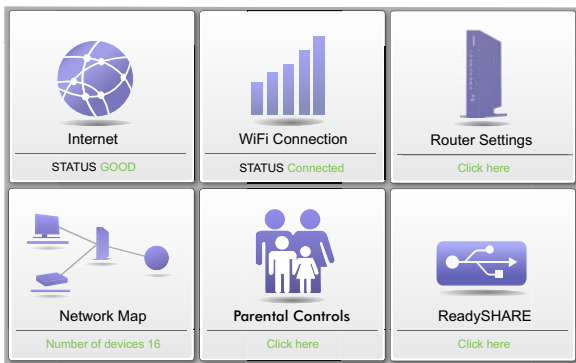 Internet
STATUS GOOD
WiFi Connection
STATUS Connected
Router Settings
Click here
Network Map
Number of devices 16
Parental Controls
Click here
ReadySHARE
Click here